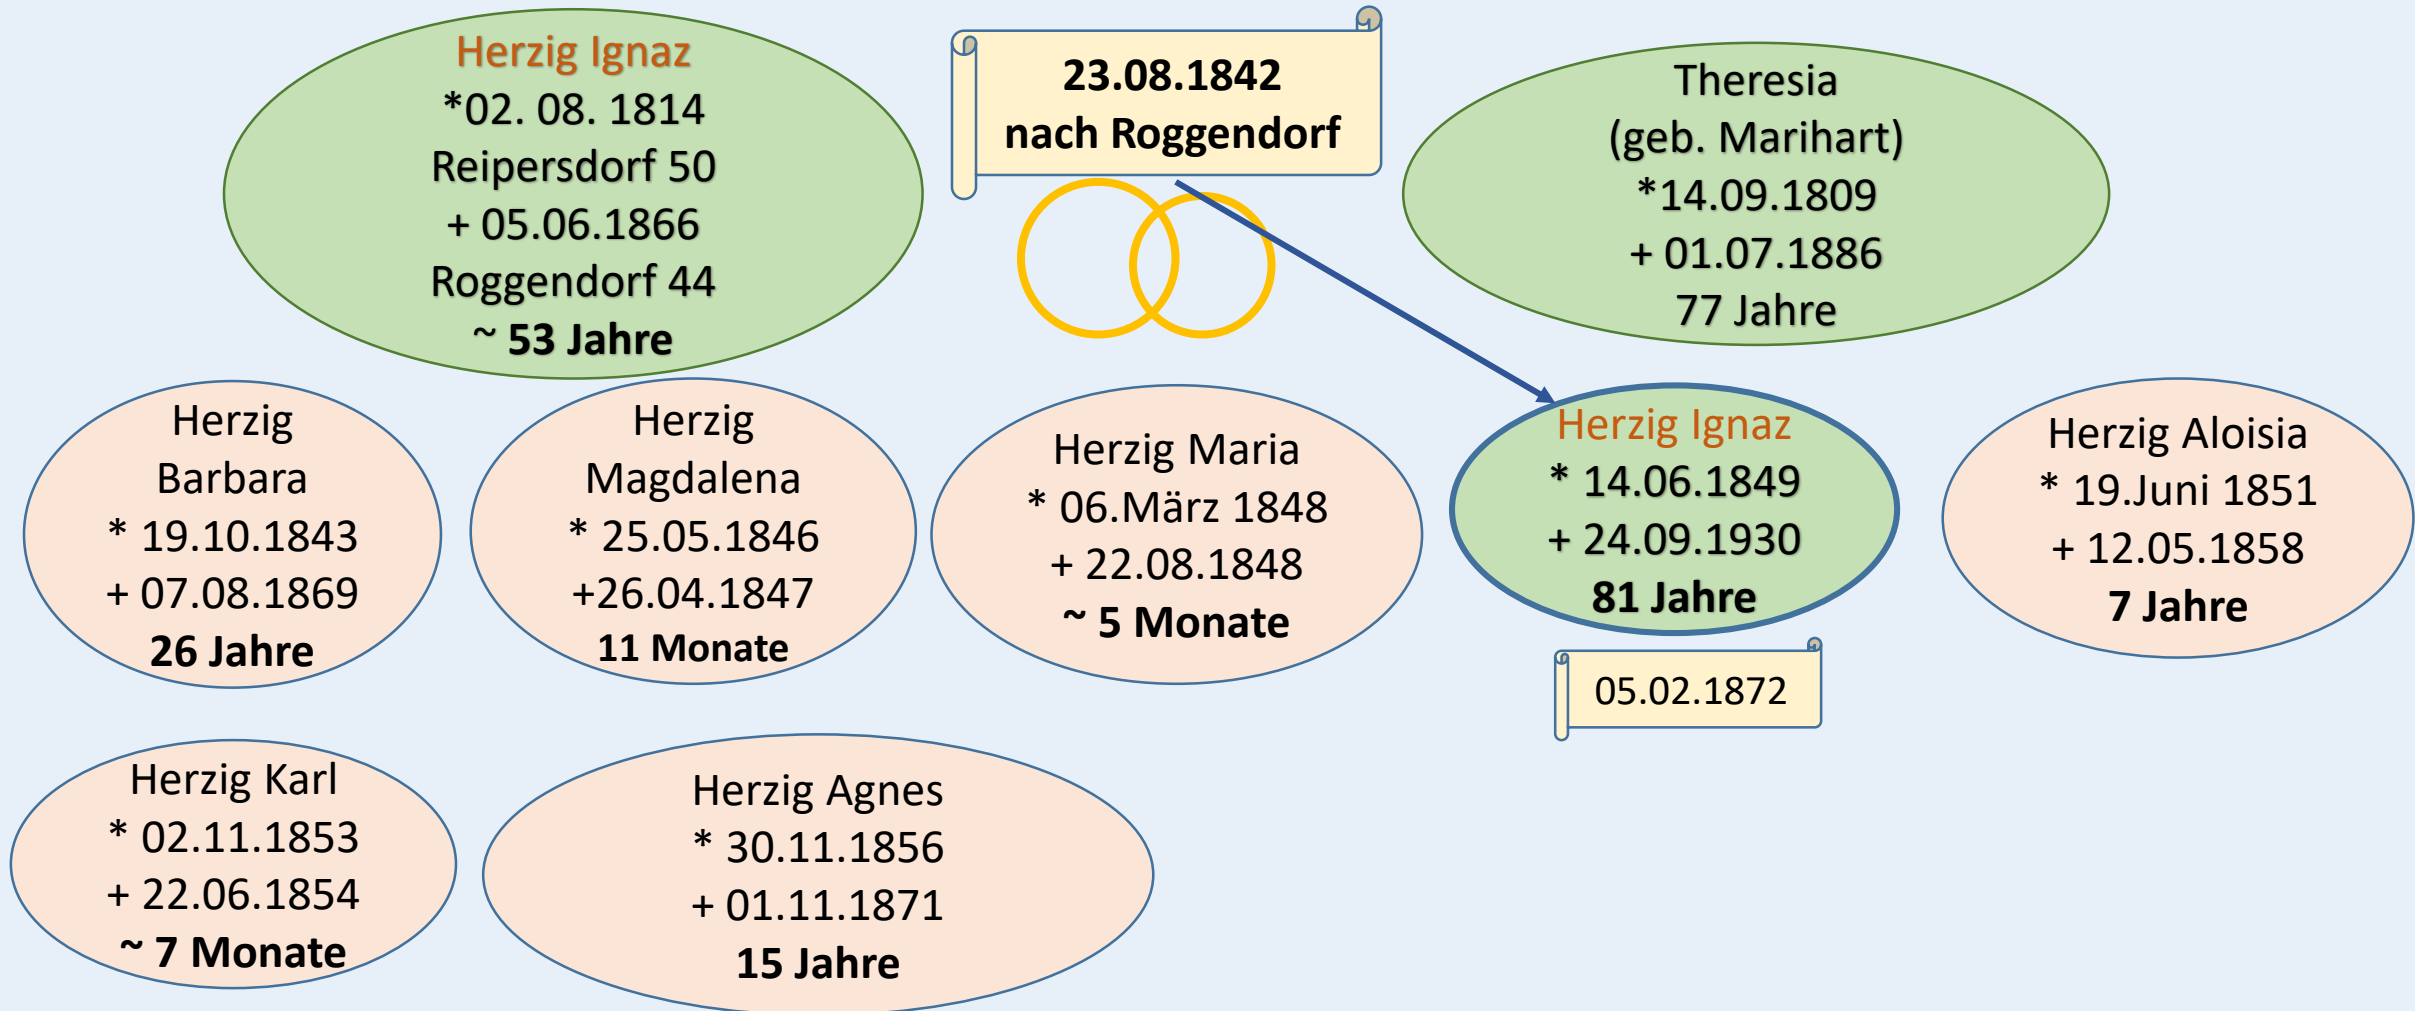 Herzig Ignaz
*02. 08. 1814
Reipersdorf 50
+ 05.06.1866
Roggendorf 44
~ 53 Jahre
23.08.1842
nach Roggendorf
Theresia
(geb. Marihart)
*14.09.1809
+ 01.07.1886
77 Jahre
Herzig
Barbara
* 19.10.1843
+ 07.08.1869
26 Jahre
Herzig
Magdalena
* 25.05.1846
+26.04.1847
11 Monate
Herzig Maria
* 06.März 1848
+ 22.08.1848
~ 5 Monate
Herzig Ignaz
* 14.06.1849
+ 24.09.1930
81 Jahre
05.02.1872
Herzig Aloisia
* 19.Juni 1851
+ 12.05.1858
7 Jahre
Herzig Karl
* 02.11.1853
+ 22.06.1854
~ 7 Monate
Herzig Agnes
* 30.11.1856
+ 01.11.1871
15 Jahre